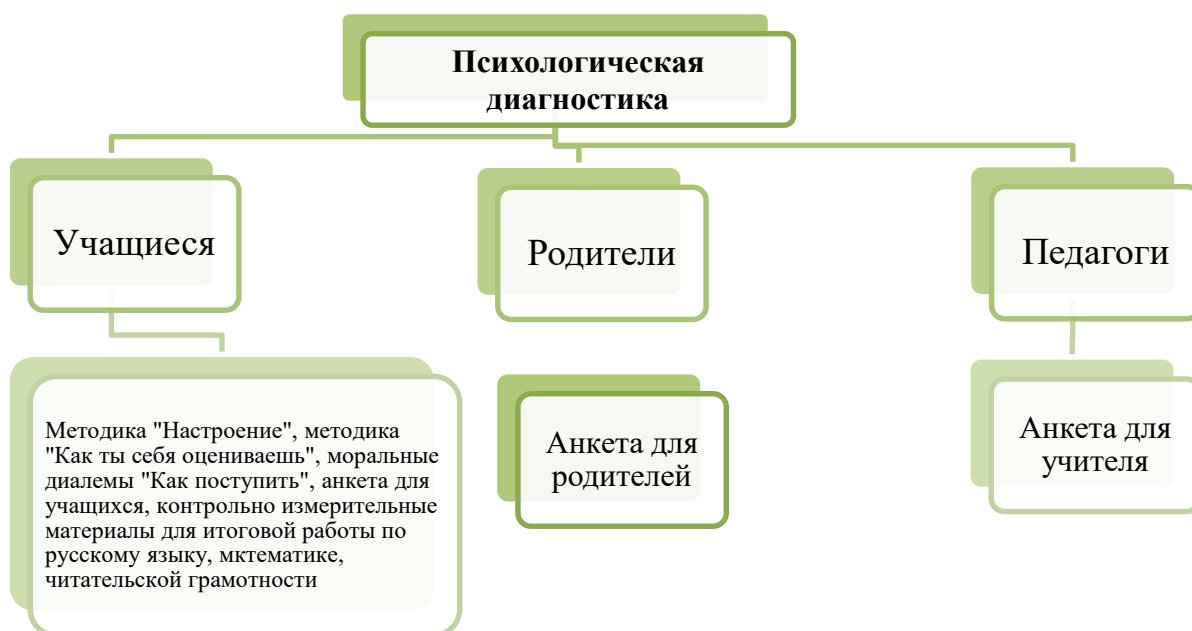 Психологическая
диагностика
Учащиеся
Родители
Педагоги
Методика "Настроение", методика
"Как ты себя оцениваешь", моральные
диалемы "Как поступить", анкета для
учащихся, контрольно измерительные
материалы для итоговой работы по
русскому языку, мктематике,
читательской грамотности
Анкета для
родителей
Анкета для
учителя